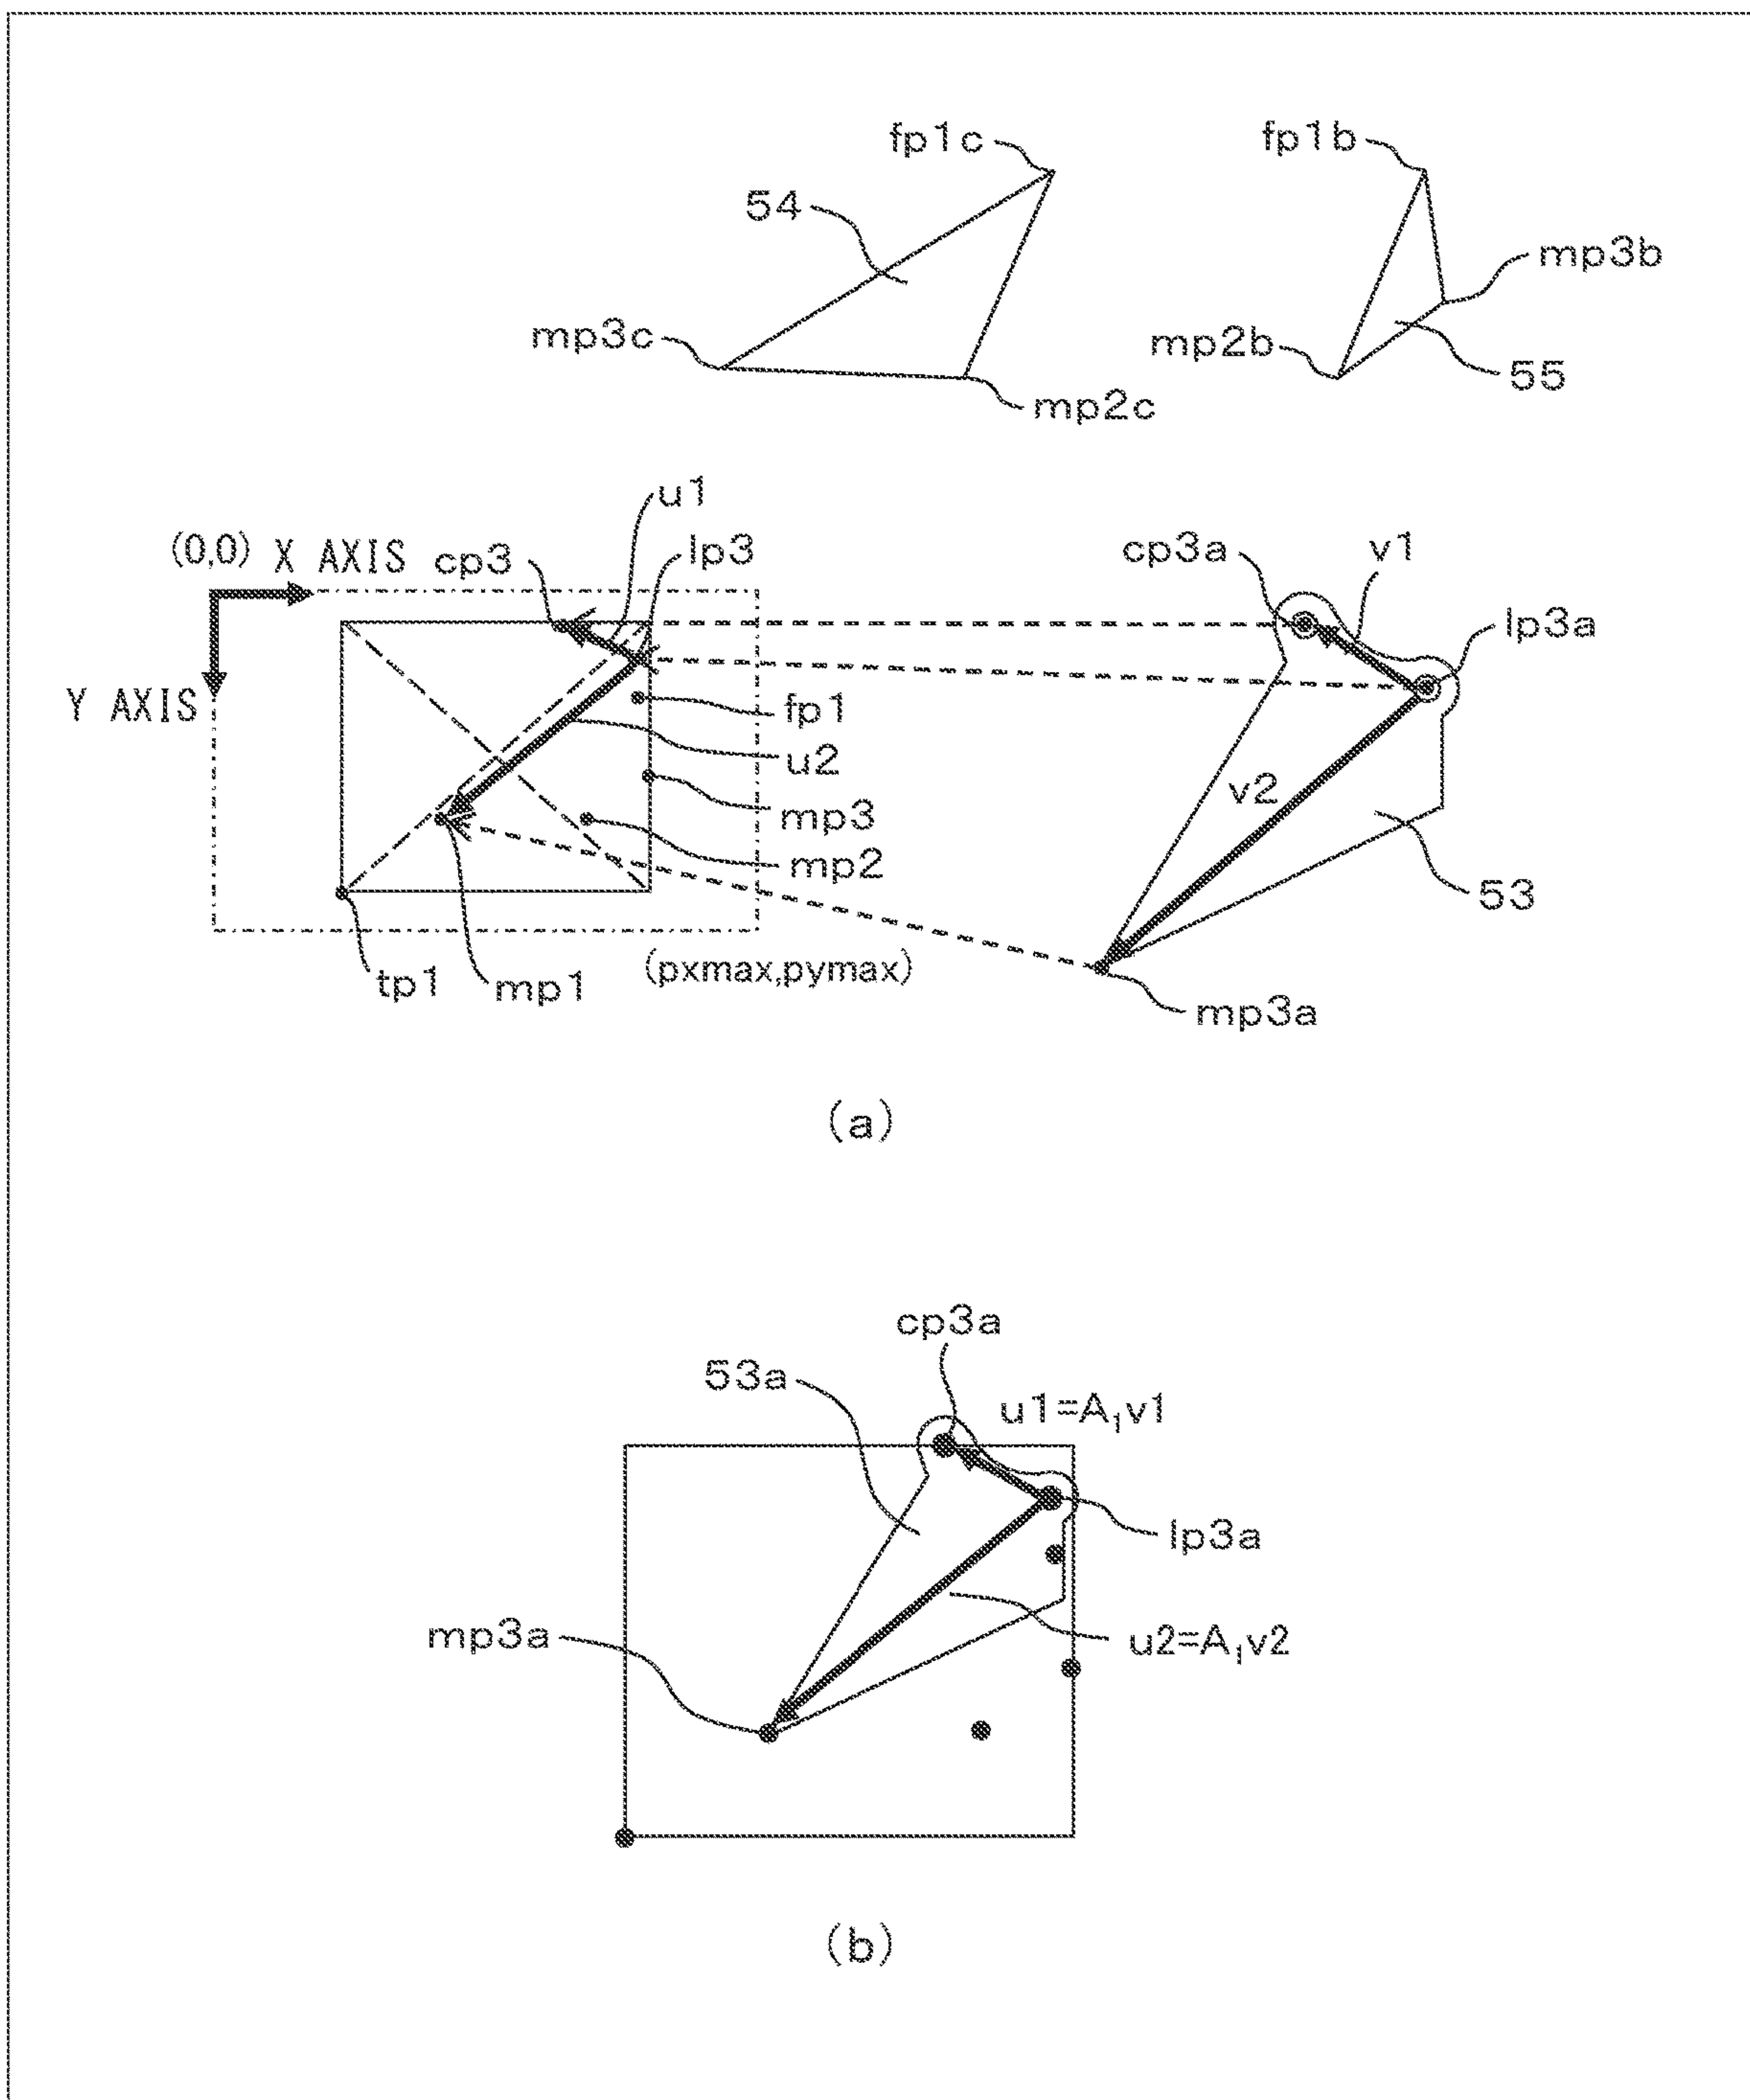 fp1c
fp1b
54
mp3b
mp3c
mp2b
55
mp2c
u1
(0,0) X AXIS cp3
lp3
cp3a
v1
lp3a
Y AXIS
fp1
u2
v2
mp3
mp2
53
tp1
mp1
(pxmax,pymax)
mp3a
(a)
cp3a
53a
u1=A₁v1
lp3a
mp3a
u2=A₁v2
(b)